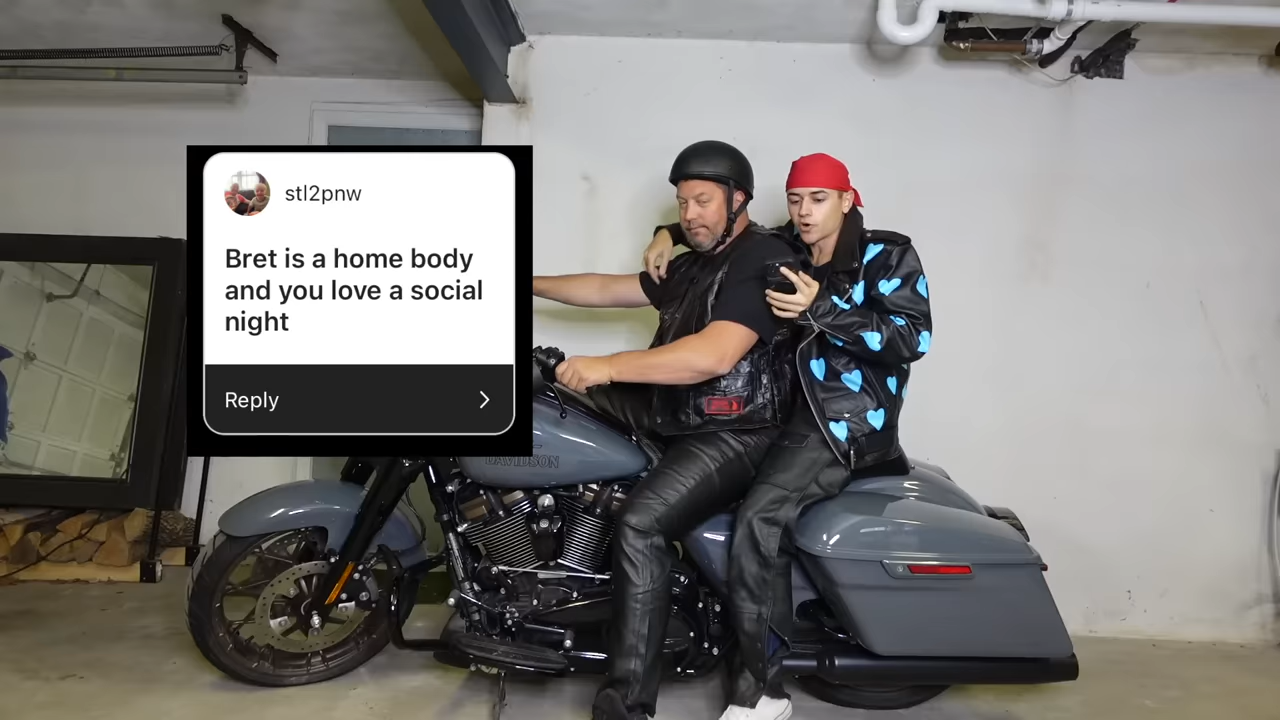 stl2pnw
Bret is a home body
and you love a social
night
Reply
DAVIDSON